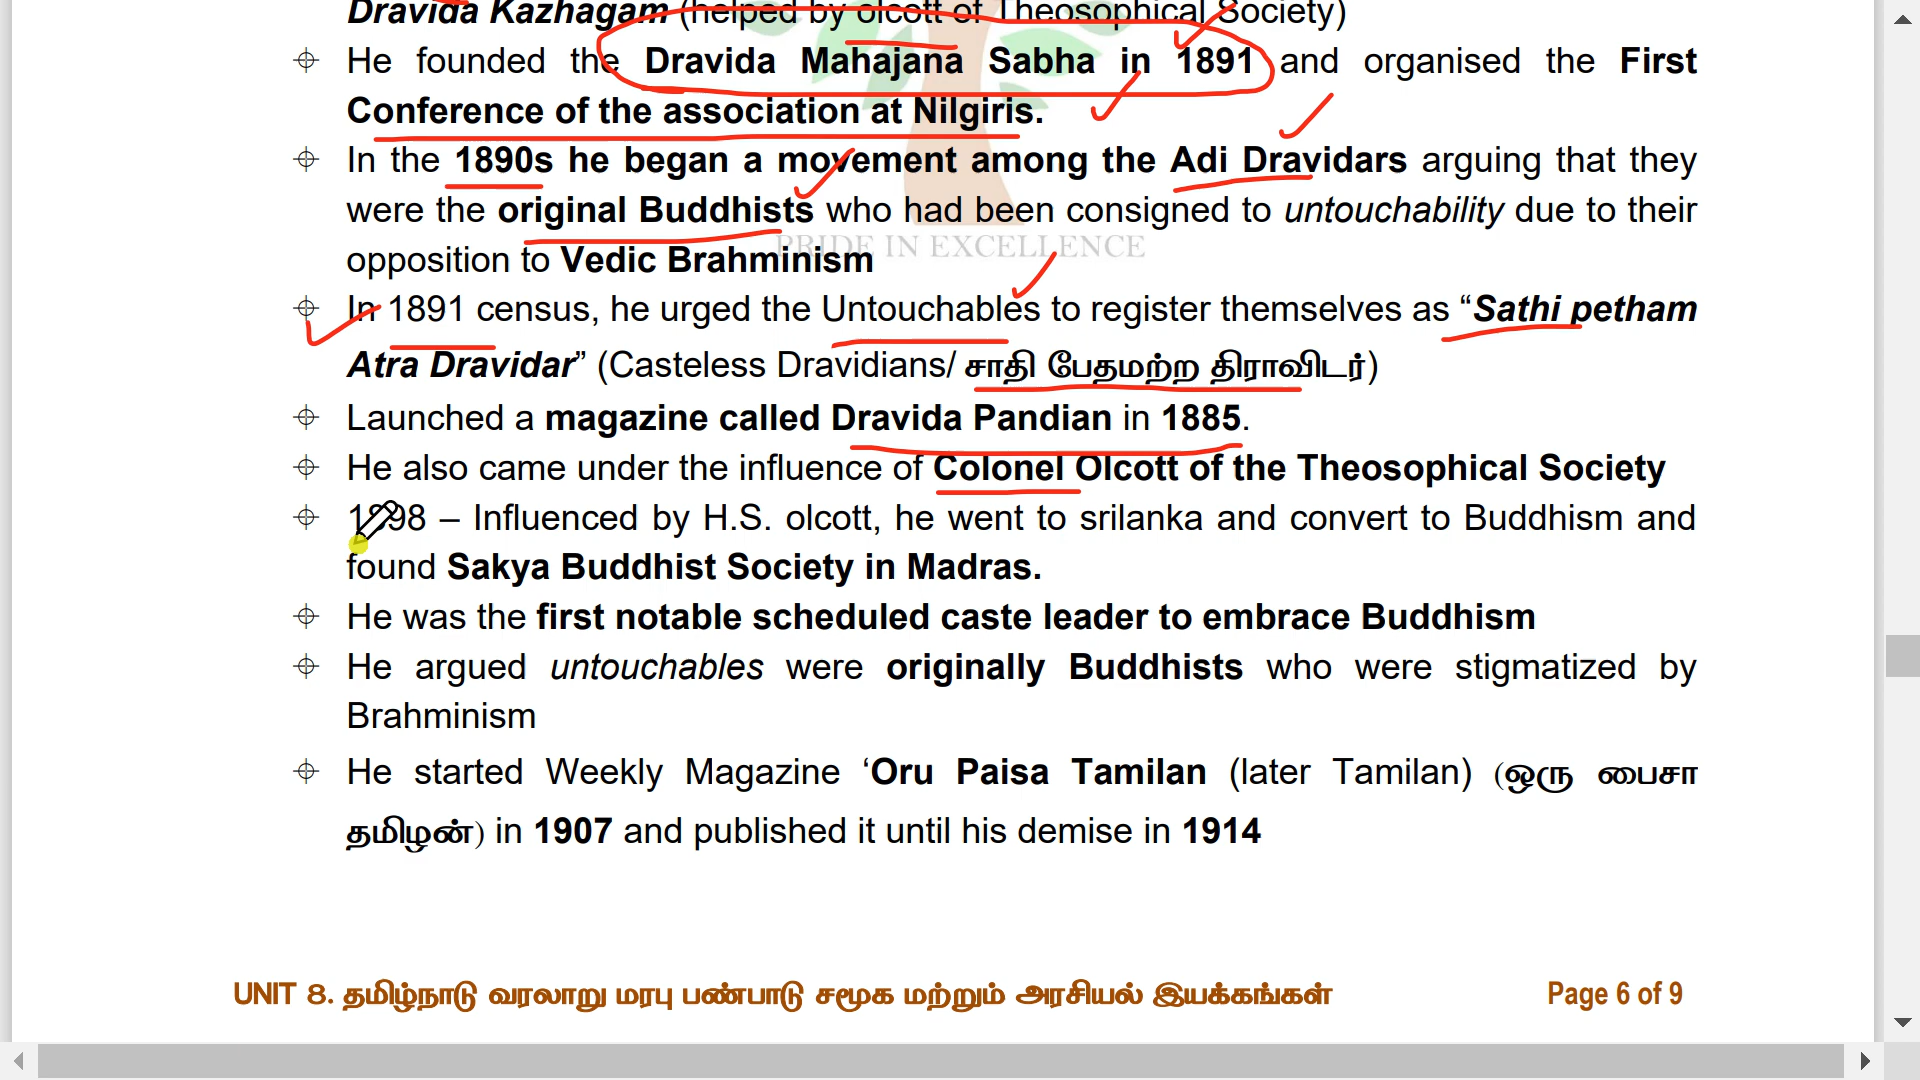 Dravida Kazhagam (helped by olcott of Theosophical Society)
He founded the Dravida Mahajana Sabha in 1891 and organised the First
Conference of the association at Nilgiris.
In the 1890s he began a movement among the Adi Dravidars arguing that they
were the original Buddhists who had been consigned to untouchability due to their
PRIDE IN EXCELLENCE
opposition to Vedic Brahminism
In 1891 census, he urged the Untouchables to register themselves as “Sathi petham
Atra Dravidar” (Casteless Dravidians/ சாதி பேதமற்ற திராவிடர்)
Launched a magazine called Dravida Pandian in 1885.
He also came under the influence of Colonel Olcott of the Theosophical Society
1898 – Influenced by H.S. olcott, he went to srilanka and convert to Buddhism and
found Sakya Buddhist Society in Madras.
He was the first notable scheduled caste leader to embrace Buddhism
He argued untouchables were originally Buddhists who were stigmatized by
Brahminism
He started Weekly Magazine ‘Oru Paisa Tamilan (later Tamilan) (ஒரு பைசா
தமிழன்) in 1907 and published it until his demise in 1914
UNIT 8. தமிழ்நாடு வரலாறு மரபு பண்பாடு சமூக மற்றும் அரசியல் இயக்கங்கள்
Page 6 of 9